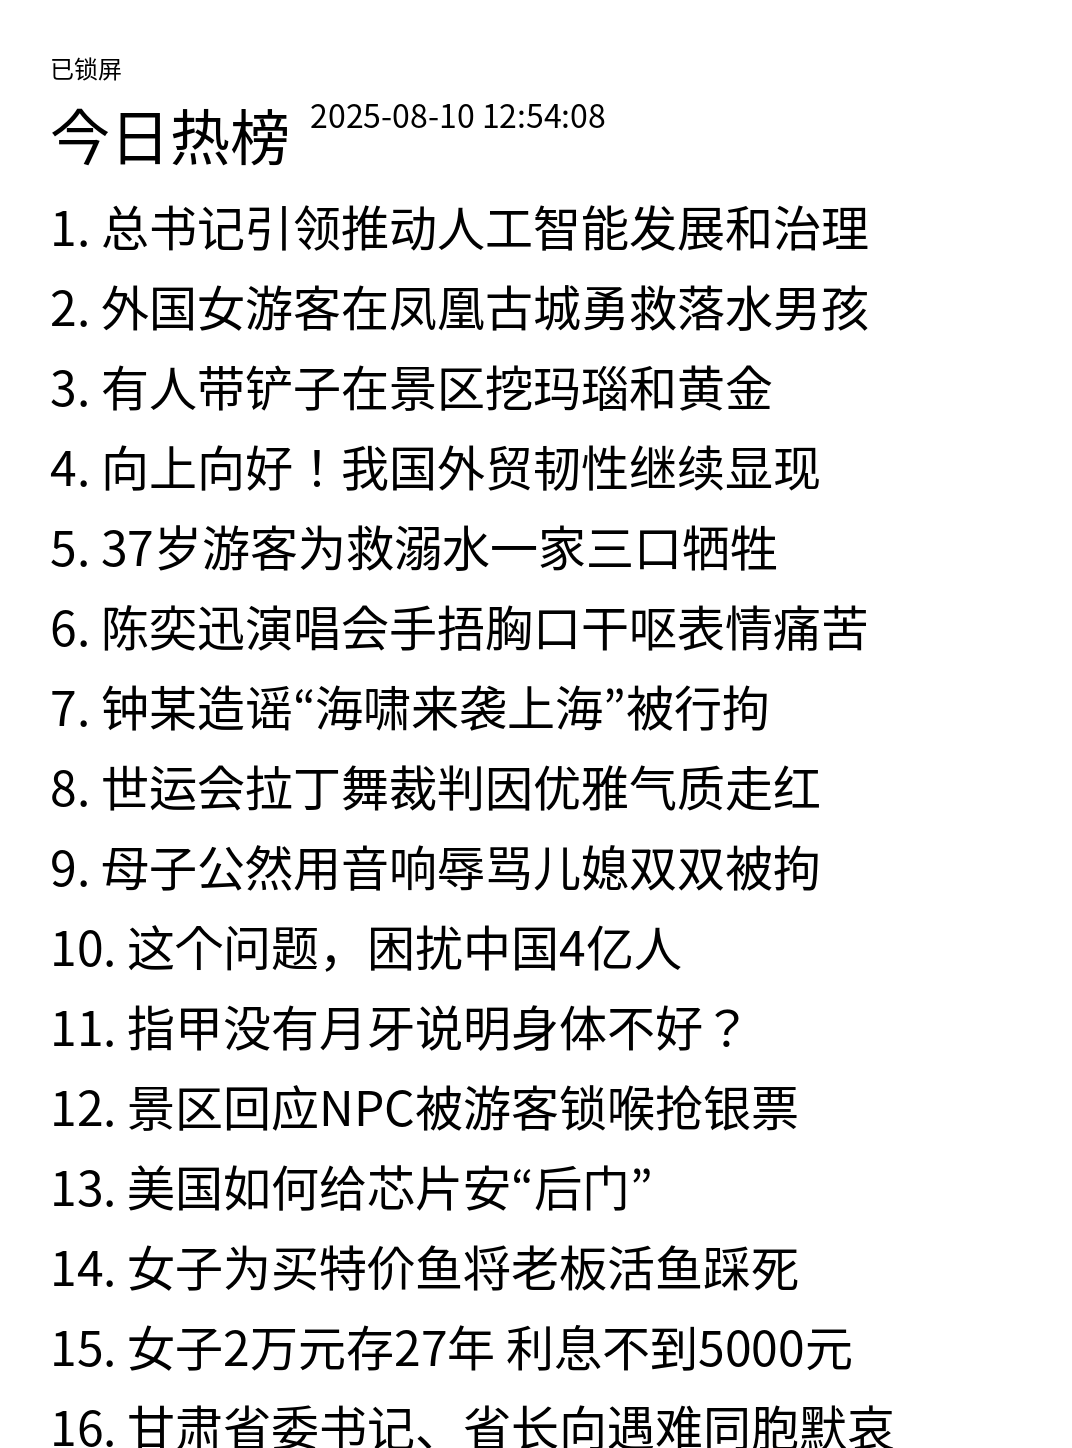 已锁屏
今日热榜 2025-08-10 12:54:08
1. 总书记引领推动人工智能发展和治理
2. 外国女游客在凤凰古城勇救落水男孩
3. 有人带铲子在景区挖玛瑙和黄金
4. 向上向好！我国外贸韧性继续显现
5. 37岁游客为救溺水一家三口牺牲
6. 陈奕迅演唱会手捂胸口干呕表情痛苦
7. 钟某造谣“海啸来袭上海”被行拘
8. 世运会拉丁舞裁判因优雅气质走红
9. 母子公然用音响辱骂儿媳双双被拘
10. 这个问题，困扰中国4亿人
11. 指甲没有月牙说明身体不好？
12. 景区回应NPC被游客锁喉抢银票
13. 美国如何给芯片安“后门”
14. 女子为买特价鱼将老板活鱼踩死
15. 女子2万元存27年 利息不到5000元
16. 甘肃省委书记、省长向遇难同胞默哀